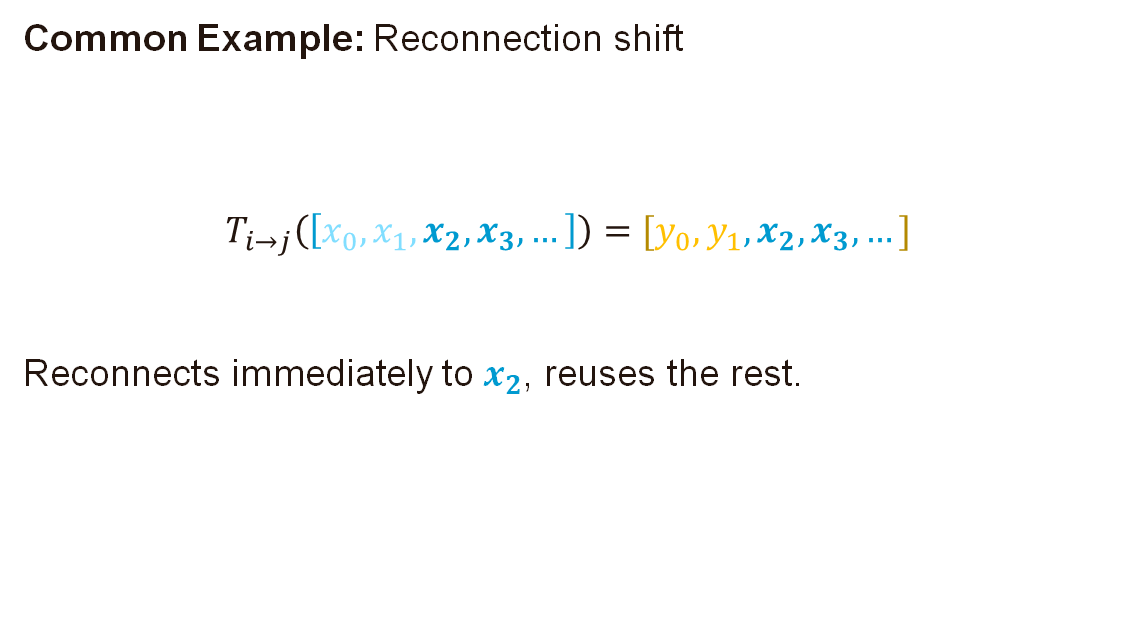 Common Example: Reconnection shift
T_{i→j}([x_0, x_1, x_2, x_3, … ]) = [y_0, y_1, x_2, x_3, … ]
Reconnects immediately to x_2, reuses the rest.